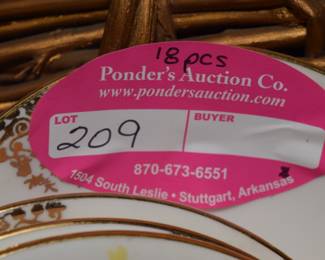 18 pcs
Ponder's Auction Co.
www.pondersauction.com
LOT BUYER
209
870-673-6551
1504 South Leslie • Stuttgart, Arkansas